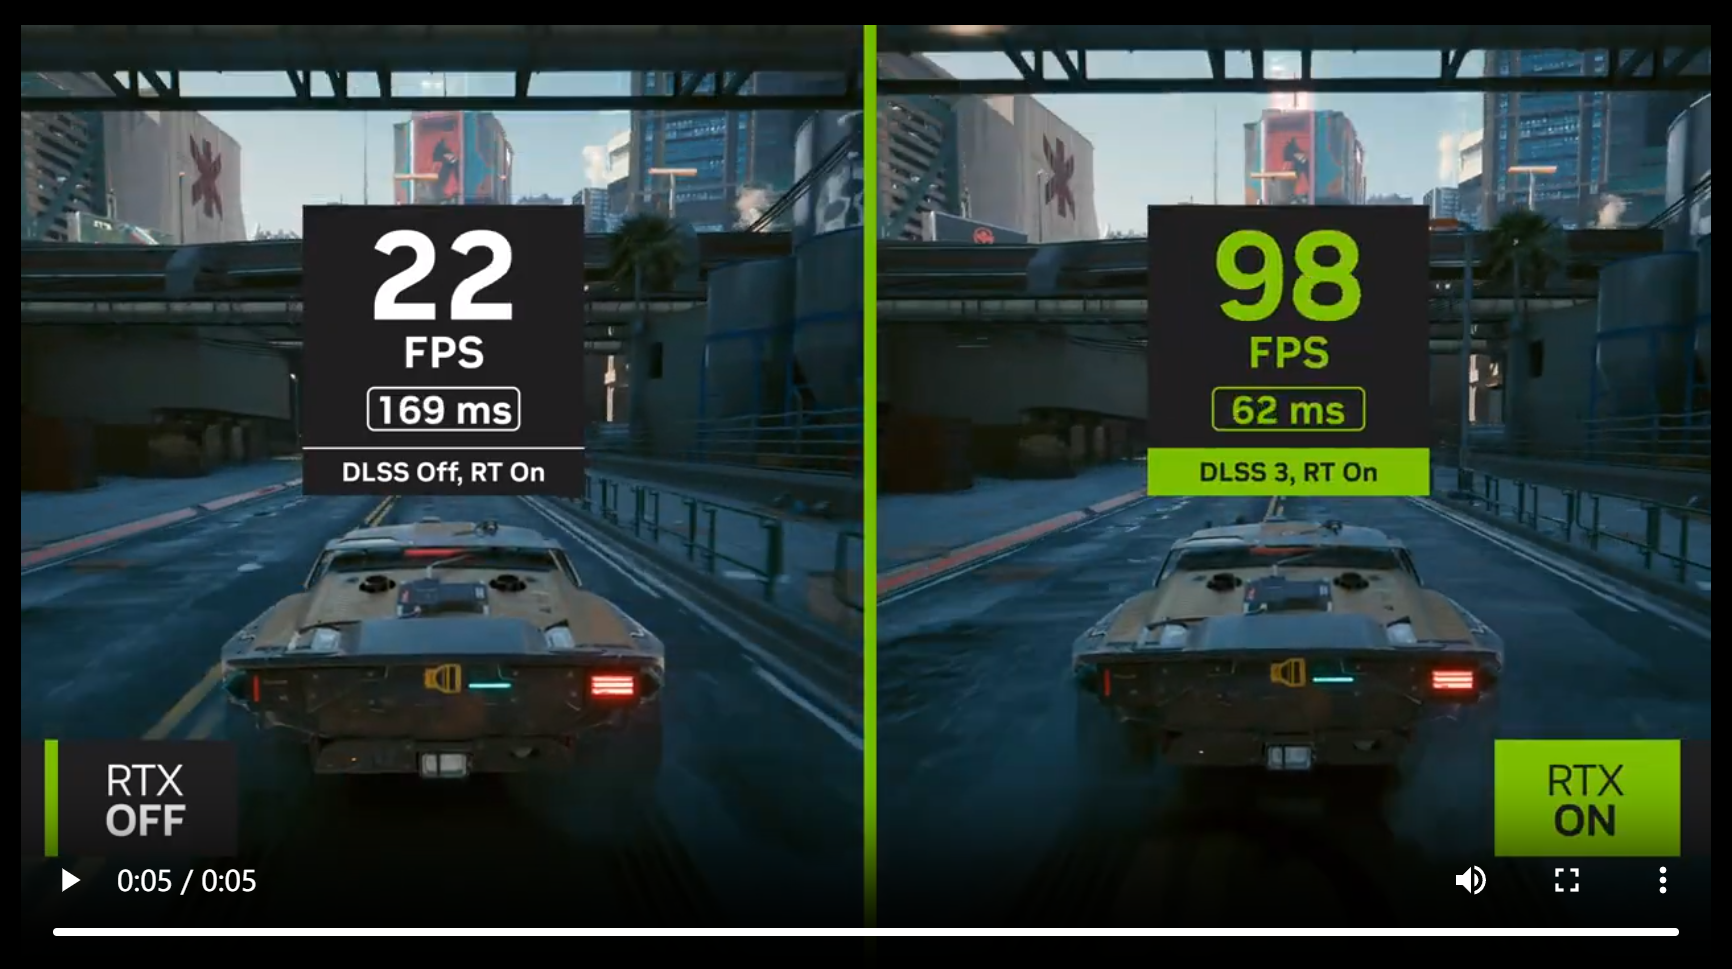 22
FPS
169 ms
DLSS Off, RT On
98
FPS
62 ms
DLSS 3, RT On
RTX
OFF
RTX
ON
0:05 / 0:05